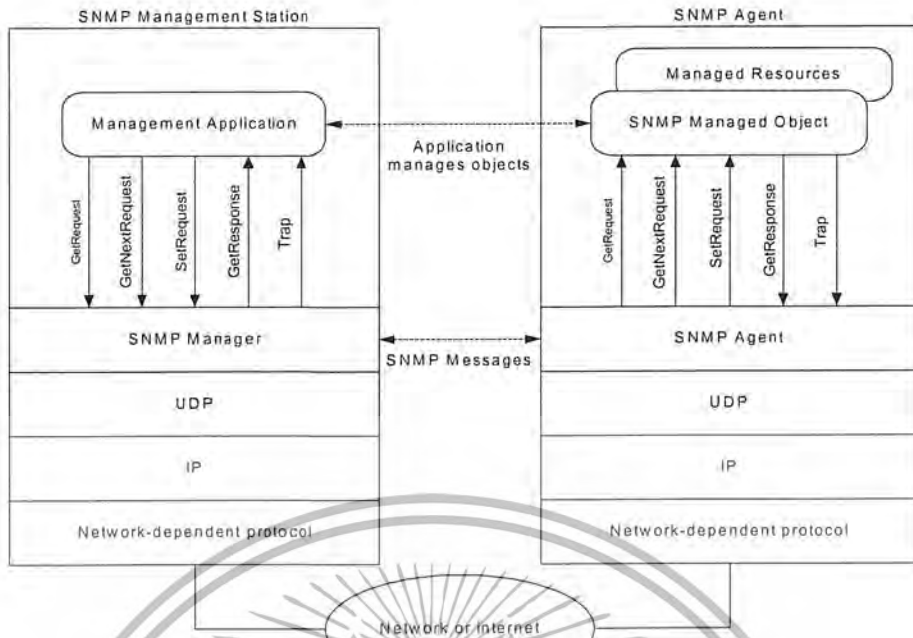 SNMP Management Station
SNMP Agent
Managed Resources
Management Application
SNMP Managed Object
Application
manages objects
GetRequest
GetNextRequest
SetRequest
GetResponse
Trap
GetRequest
GetNextRequest
SetRequest
GetResponse
Trap
SNMP Manager
SNMP Agent
SNMP Messages
UDP
UDP
IP
IP
Network-dependent protocol
Network-dependent protocol
Network or internet